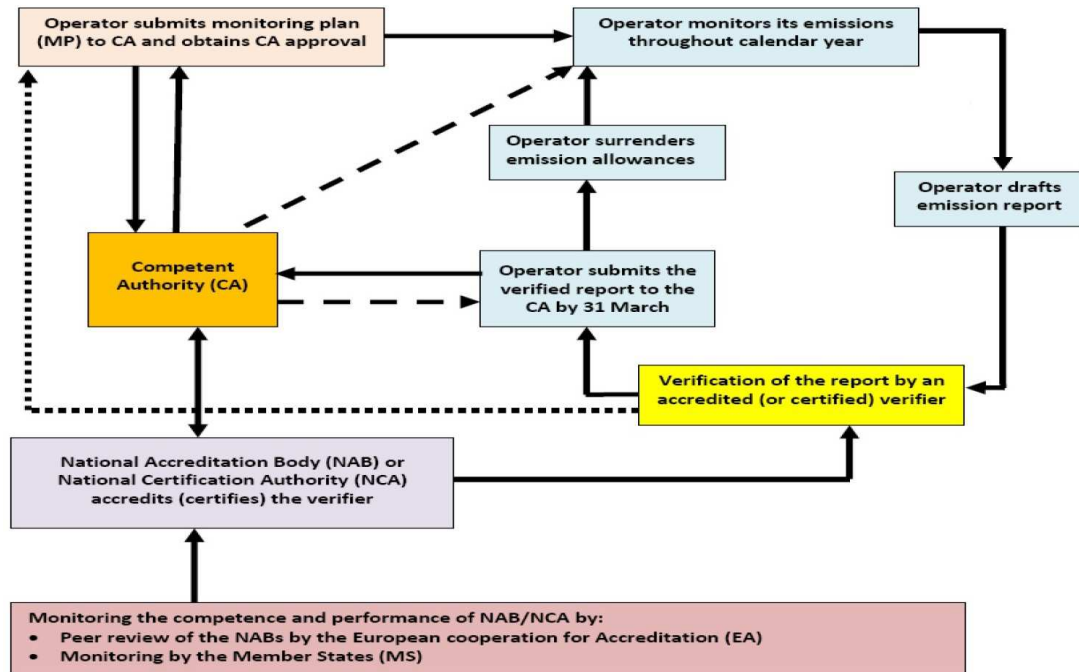 Operator submits monitoring plan
(MP) to CA and obtains CA approval
Operator monitors its emissions
throughout calendar year
Operator surrenders
emission allowances
Operator drafts
emission report
Competent
Authority (CA)
Operator submits the
verified report to the
CA by 31 March
Verification of the report by an
accredited (or certified) verifier
National Accreditation Body (NAB) or
National Certification Authority (NCA)
accredits (certifies) the verifier
Monitoring the competence and performance of NAB/NCA by:
• Peer review of the NABs by the European cooperation for Accreditation (EA)
• Monitoring by the Member States (MS)